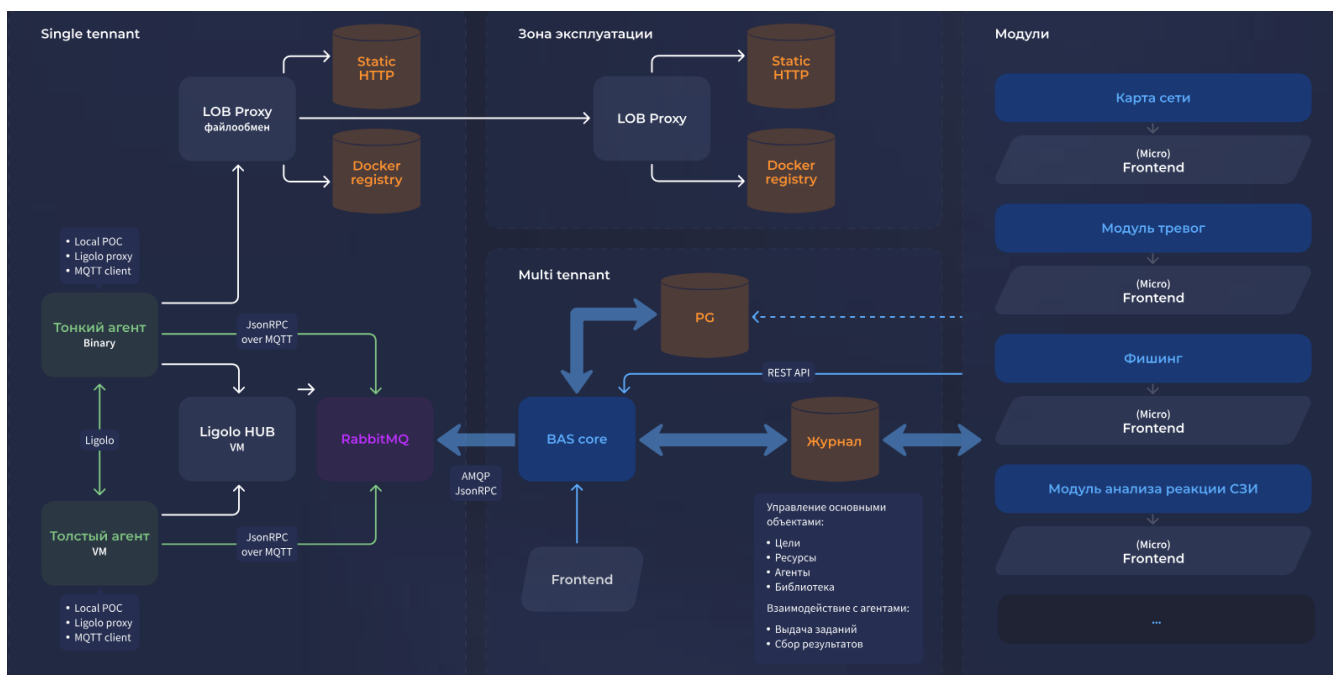 Single tennant
Static
HTTP
LOB Proxy
файлообмен
Docker
registry
• Local POC
• Ligolo proxy
• MQTT client
Тонкий агент
Binary
JsonRPC
over MQTT
Ligolo
Ligolo HUB
VM
RabbitMQ
Толстый агент
VM
JsonRPC
over MQTT
• Local POC
• Ligolo proxy
• MQTT client
AMQP
JsonRPC
Зона эксплуатации
Static
HTTP
LOB Proxy
Docker
registry
Multi tennant
PG
REST API
BAS core
Журнал
Frontend
Управление основными
объектами:
• Цели
• Ресурсы
• Агенты
• Библиотека
Взаимодействие с агентами:
• Выдача заданий
• Сбор результатов
Модули
Карта сети
(Micro)
Frontend
Модуль тревог
(Micro)
Frontend
Фишинг
(Micro)
Frontend
Модуль анализа реакции СЗИ
(Micro)
Frontend
...